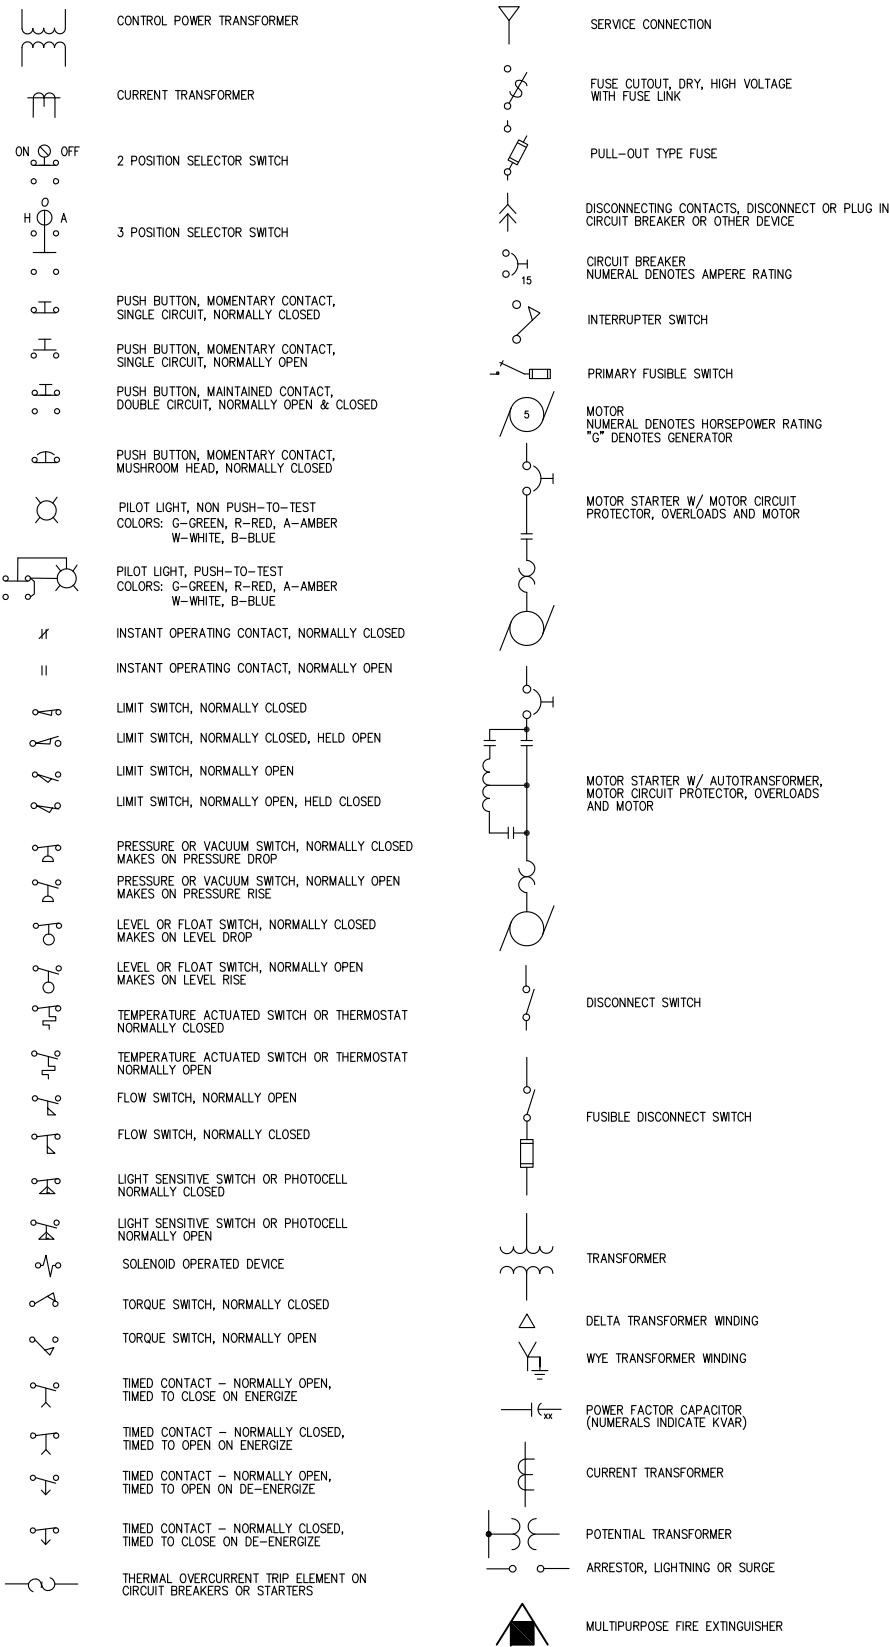 CONTROL POWER TRANSFORMER
CURRENT TRANSFORMER
ON OFF
2 POSITION SELECTOR SWITCH
O
H A
3 POSITION SELECTOR SWITCH
PUSH BUTTON, MOMENTARY CONTACT,
SINGLE CIRCUIT, NORMALLY CLOSED
PUSH BUTTON, MOMENTARY CONTACT,
SINGLE CIRCUIT, NORMALLY OPEN
PUSH BUTTON, MAINTAINED CONTACT,
DOUBLE CIRCUIT, NORMALLY OPEN & CLOSED
PUSH BUTTON, MOMENTARY CONTACT,
MUSHROOM HEAD, NORMALLY CLOSED
PILOT LIGHT, NON PUSH-TO-TEST
COLORS: G-GREEN, R-RED, A-AMBER
W-WHITE, B-BLUE
PILOT LIGHT, PUSH-TO-TEST
COLORS: G-GREEN, R-RED, A-AMBER
W-WHITE, B-BLUE
INSTANT OPERATING CONTACT, NORMALLY CLOSED
INSTANT OPERATING CONTACT, NORMALLY OPEN
LIMIT SWITCH, NORMALLY CLOSED
LIMIT SWITCH, NORMALLY CLOSED, HELD OPEN
LIMIT SWITCH, NORMALLY OPEN
LIMIT SWITCH, NORMALLY OPEN, HELD CLOSED
PRESSURE OR VACUUM SWITCH, NORMALLY CLOSED
MAKES ON PRESSURE DROP
PRESSURE OR VACUUM SWITCH, NORMALLY OPEN
MAKES ON PRESSURE RISE
LEVEL OR FLOAT SWITCH, NORMALLY CLOSED
MAKES ON LEVEL DROP
LEVEL OR FLOAT SWITCH, NORMALLY OPEN
MAKES ON LEVEL RISE
TEMPERATURE ACTUATED SWITCH OR THERMOSTAT
NORMALLY CLOSED
TEMPERATURE ACTUATED SWITCH OR THERMOSTAT
NORMALLY OPEN
FLOW SWITCH, NORMALLY OPEN
FLOW SWITCH, NORMALLY CLOSED
LIGHT SENSITIVE SWITCH OR PHOTOCELL
NORMALLY CLOSED
LIGHT SENSITIVE SWITCH OR PHOTOCELL
NORMALLY OPEN
SOLENOID OPERATED DEVICE
TORQUE SWITCH, NORMALLY CLOSED
TORQUE SWITCH, NORMALLY OPEN
TIMED CONTACT - NORMALLY OPEN,
TIMED TO CLOSE ON ENERGIZE
TIMED CONTACT - NORMALLY CLOSED,
TIMED TO OPEN ON ENERGIZE
TIMED CONTACT - NORMALLY OPEN,
TIMED TO OPEN ON DE-ENERGIZE
TIMED CONTACT - NORMALLY CLOSED,
TIMED TO CLOSE ON DE-ENERGIZE
THERMAL OVERCURRENT TRIP ELEMENT ON
CIRCUIT BREAKERS OR STARTERS
SERVICE CONNECTION
FUSE CUTOUT, DRY, HIGH VOLTAGE
WITH FUSE LINK
PULL-OUT TYPE FUSE
DISCONNECTING CONTACTS, DISCONNECT OR PLUG IN
CIRCUIT BREAKER OR OTHER DEVICE
CIRCUIT BREAKER
NUMERAL DENOTES AMPERE RATING
15
INTERRUPTER SWITCH
PRIMARY FUSIBLE SWITCH
5
MOTOR
NUMERAL DENOTES HORSEPOWER RATING
"G" DENOTES GENERATOR
MOTOR STARTER W/ MOTOR CIRCUIT
PROTECTOR, OVERLOADS AND MOTOR
MOTOR STARTER W/ AUTOTRANSFORMER,
MOTOR CIRCUIT PROTECTOR, OVERLOADS
AND MOTOR
DISCONNECT SWITCH
FUSIBLE DISCONNECT SWITCH
TRANSFORMER
DELTA TRANSFORMER WINDING
WYE TRANSFORMER WINDING
XX
POWER FACTOR CAPACITOR
(NUMERALS INDICATE KVAR)
CURRENT TRANSFORMER
POTENTIAL TRANSFORMER
ARRESTOR, LIGHTNING OR SURGE
MULTIPURPOSE FIRE EXTINGUISHER